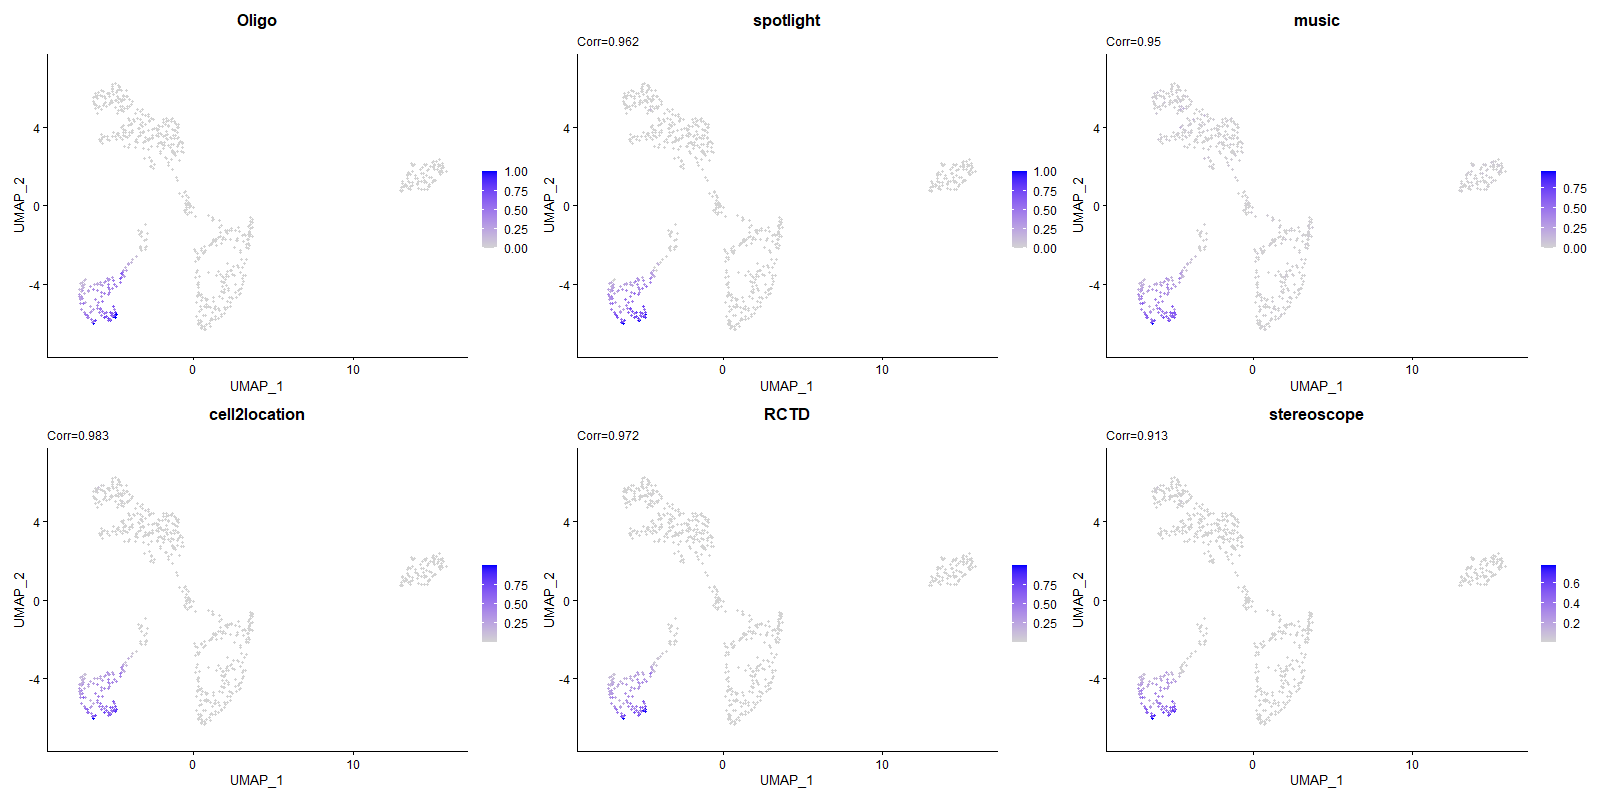 Oligo
4
0
-4
0
10
UMAP_1
UMAP_2
1.00
0.75
0.50
0.25
0.00
spotlight
Corr=0.962
4
0
-4
0
10
UMAP_1
UMAP_2
1.00
0.75
0.50
0.25
0.00
music
Corr=0.95
4
0
-4
0
10
UMAP_1
UMAP_2
0.75
0.50
0.25
0.00
cell2location
Corr=0.983
4
0
-4
0
10
UMAP_1
UMAP_2
0.75
0.50
0.25
RCTD
Corr=0.972
4
0
-4
0
10
UMAP_1
UMAP_2
0.75
0.50
0.25
stereoscope
Corr=0.913
4
0
-4
0
10
UMAP_1
UMAP_2
0.6
0.4
0.2